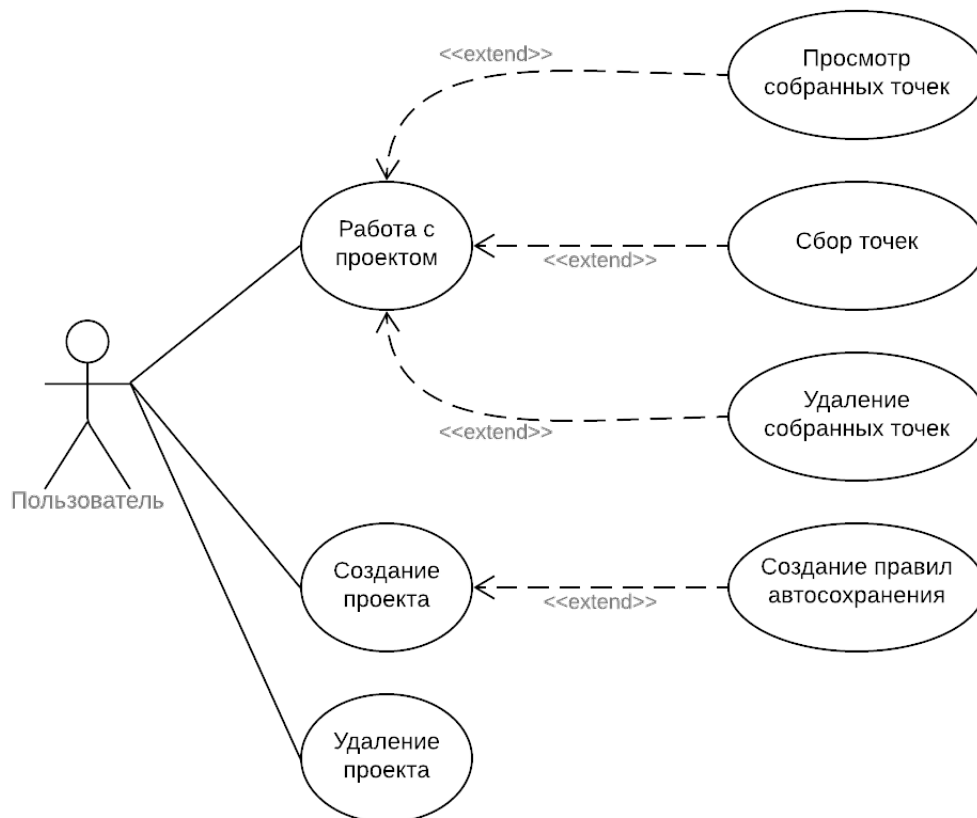 <<extend>>
Просмотр
собранных точек
Работа с
проектом
<<extend>>
Сбор точек
<<extend>>
Удаление
собранных точек
Пользователь
Создание
проекта
<<extend>>
Создание правил
автосохранения
Удаление
проекта